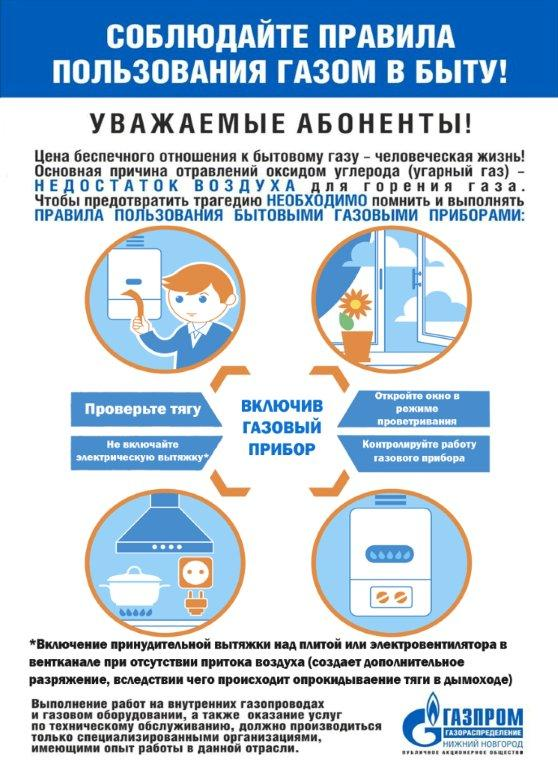 СОБЛЮДАЙТЕ ПРАВИЛА
ПОЛЬЗОВАНИЯ ГАЗОМ В БЫТУ!
УВАЖАЕМЫЕ АБОНЕНТЫ!
Цена беспечного отношения к бытовому газу – человеческая жизнь!
Основная причина отравлений оксидом углерода (угарный газ) –
НЕДОСТАТОК ВОЗДУХА для горения газа.
Чтобы предотвратить трагедию НЕОБХОДИМО помнить и выполнять
ПРАВИЛА ПОЛЬЗОВАНИЯ БЫТОВЫМИ ГАЗОВЫМИ ПРИБОРАМИ:
Проверьте тягу
Не включайте
электрическую вытяжку*
ВКЛЮЧИВ
ГАЗОВЫЙ
ПРИБОР
Откройте окно в
режиме
проветривания
Контролируйте работу
газового прибора
*Включение принудительной вытяжки над плитой или электровентилятора в
вентканале при отсутствии притока воздуха (создает дополнительное
разряжение, вследствии чего происходит опрокидывание тяги в дымоходе)
Выполнение работ на внутренних газопроводах
и газовом оборудовании, а также оказание услуг
по техническому обслуживанию, должно производиться
только специализированными организациями,
имеющими опыт работы в данной отрасли.
ГАЗПРОМ
ГАЗОРАСПРЕДЕЛЕНИЕ
НИЖНИЙ НОВГОРОД
ПУБЛИЧНОЕ АКЦИОНЕРНОЕ ОБЩЕСТВО